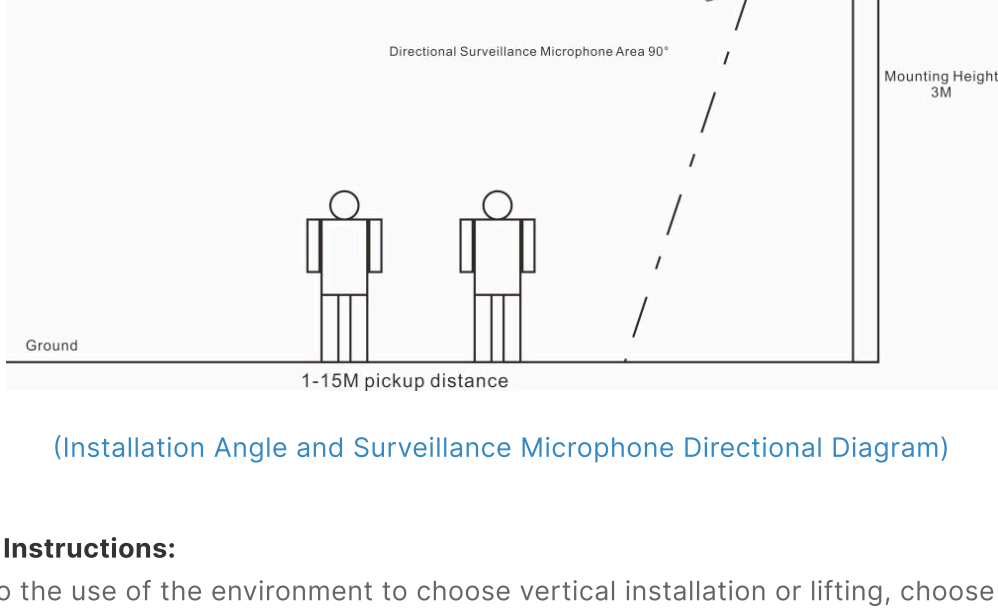 Directional Surveillance Microphone Area 90°
Mounting Height
3M
Ground
1-15M pickup distance
(Installation Angle and Surveillance Microphone Directional Diagram)
Instructions:
o the use of the environment to choose vertical installation or lifting, choose